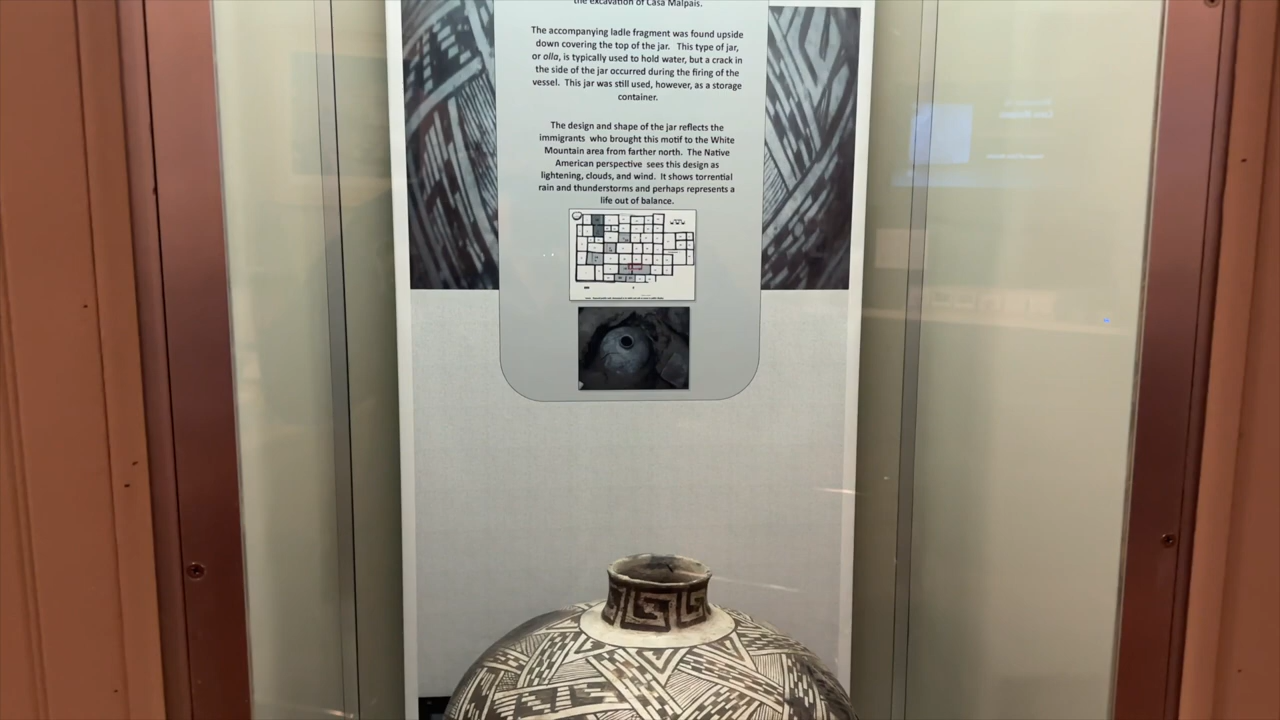 the excavation of Casa Malpais.
The accompanying ladle fragment was found upside
down covering the top of the jar. This type of jar,
or olla, is typically used to hold water, but a crack in
the side of the jar occurred during the firing of the
vessel. This jar was still used, however, as a storage
container.
The design and shape of the jar reflects the
immigrants who brought this motif to the White
Mountain area from farther north. The Native
American perspective sees this design as
lightening, clouds, and wind. It shows torrential
rain and thunderstorms and perhaps represents a
life out of balance.